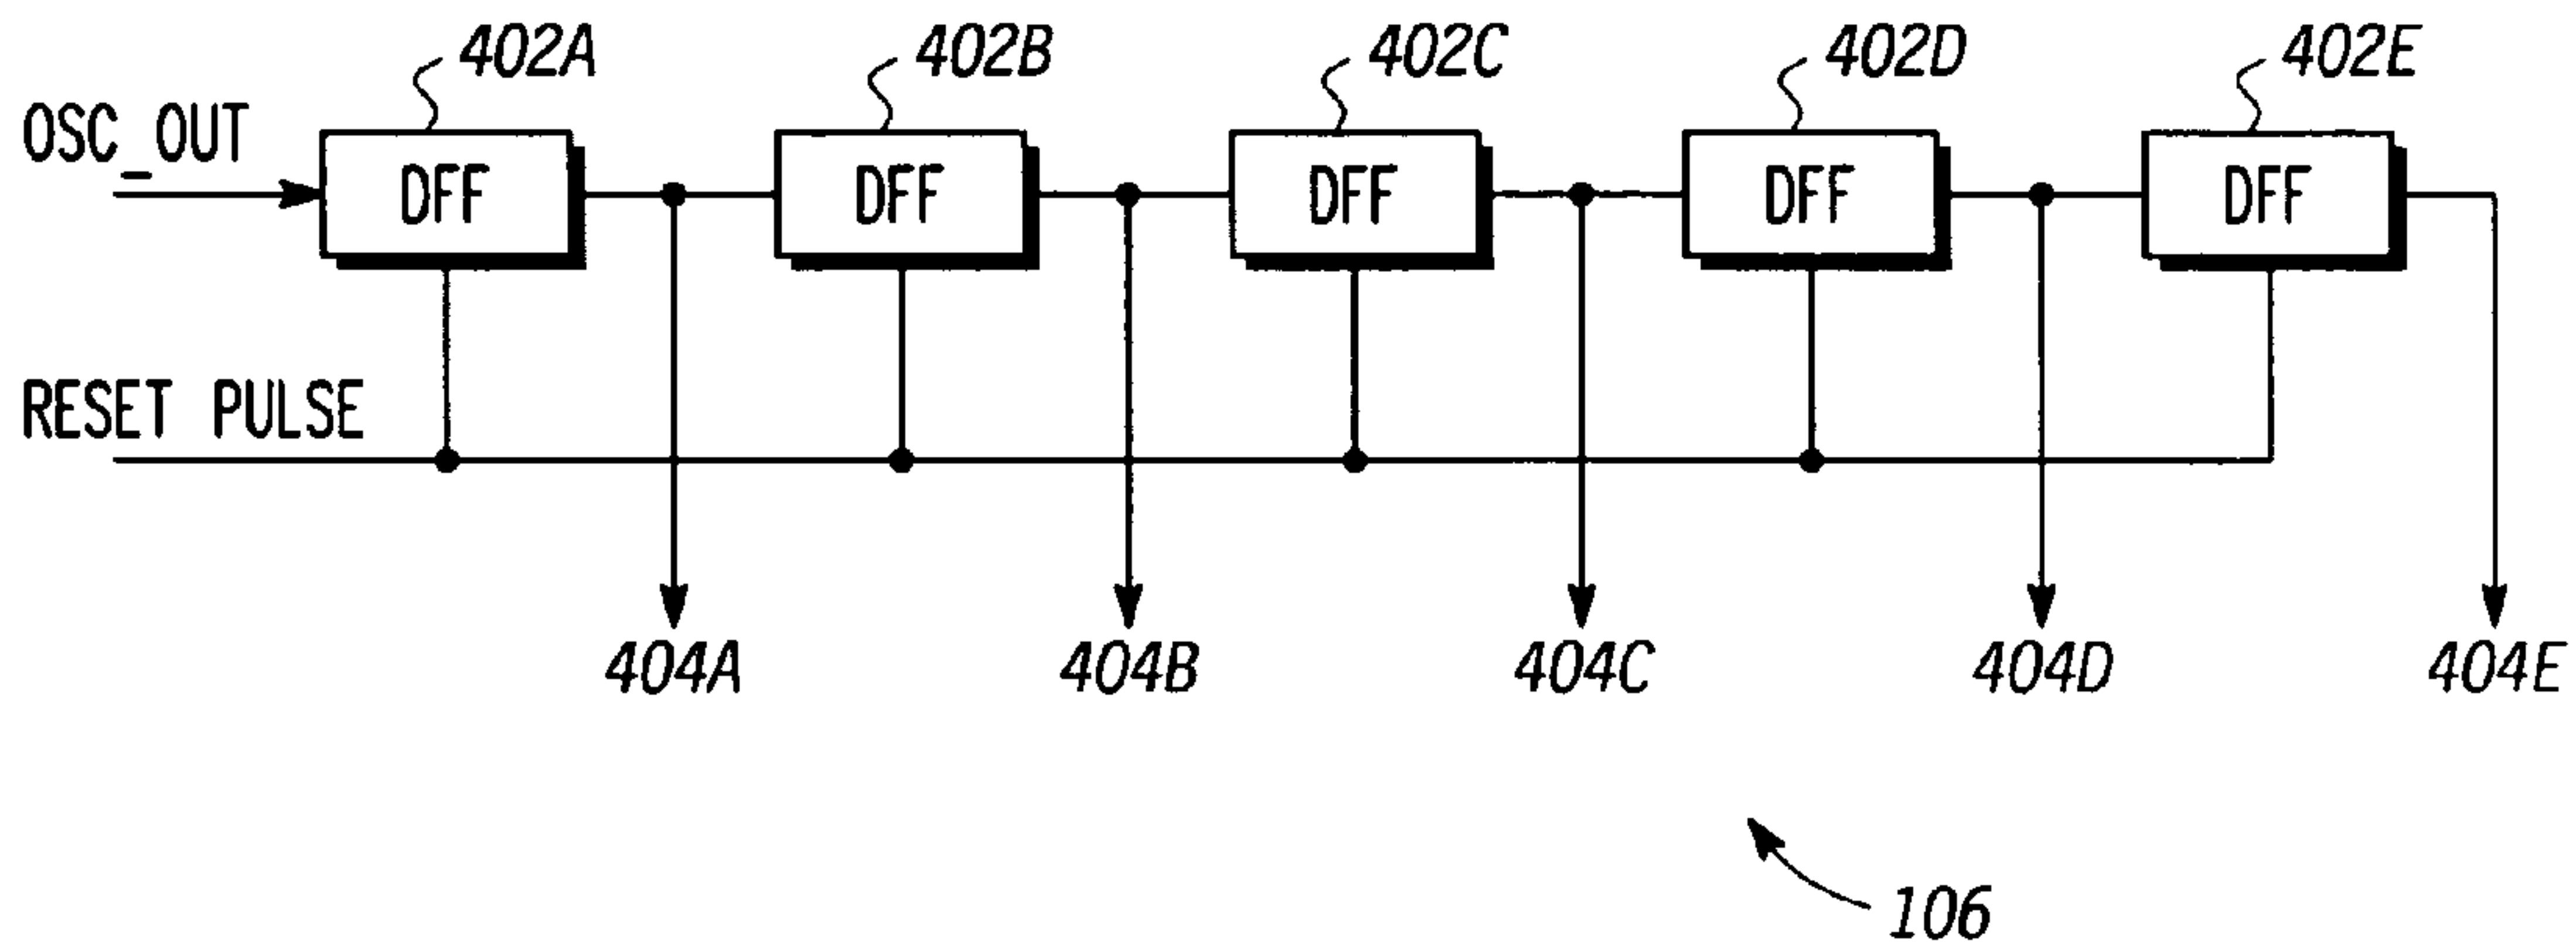 402A 402B 402C 402D 402E
OSC_OUT
DFF DFF DFF DFF DFF
RESET PULSE
404A 404B 404C 404D 404E
106